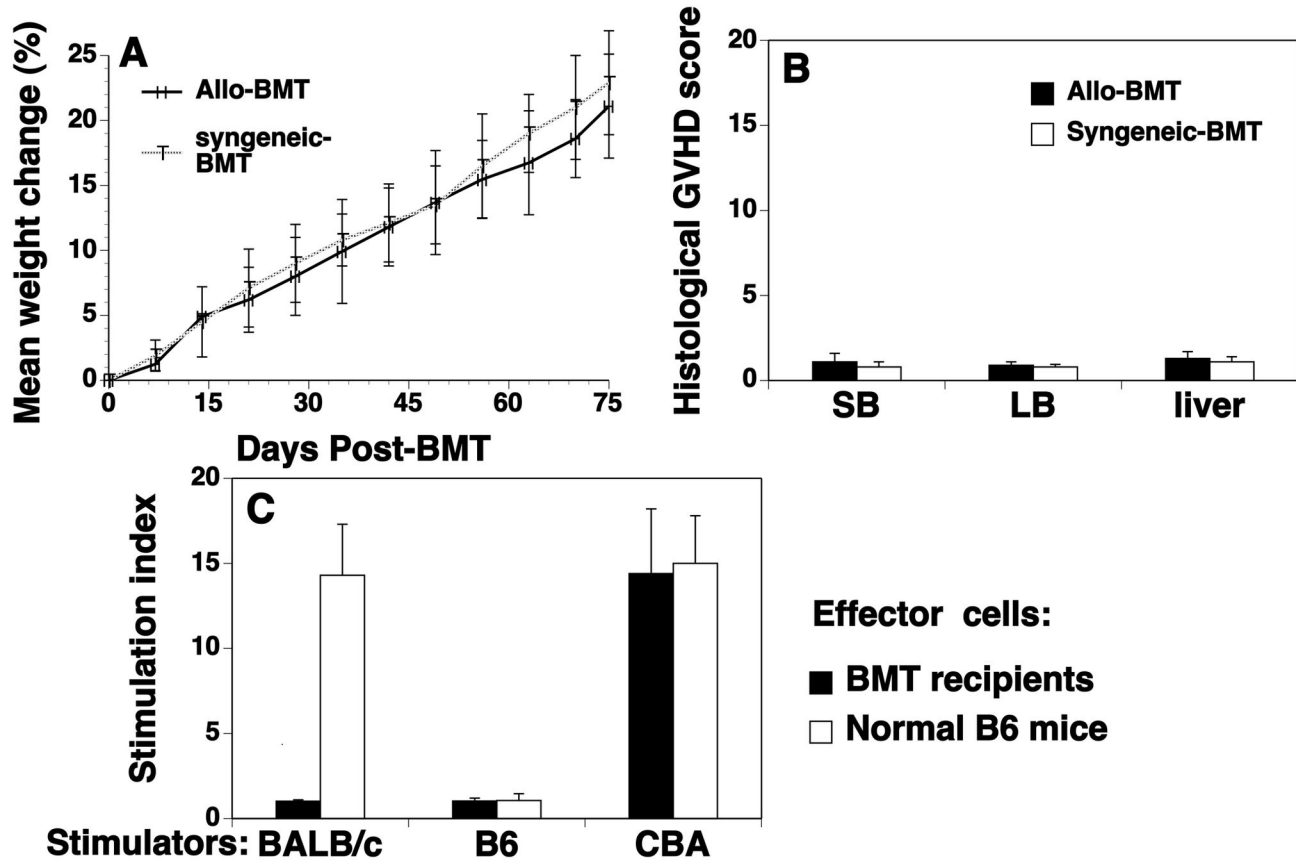 Mean weight change (%)
25
20
15
10
5
0
A
Allo-BMT
syngeneic-
BMT
0 15 30 45 60 75
Days Post-BMT
Histological GVHD score
20
15
10
5
0
B
Allo-BMT
Syngeneic-BMT
SB LB liver
Stimulation index
20
15
10
5
0
C
Stimulators: BALB/c B6 CBA
Effector cells:
BMT recipients
Normal B6 mice